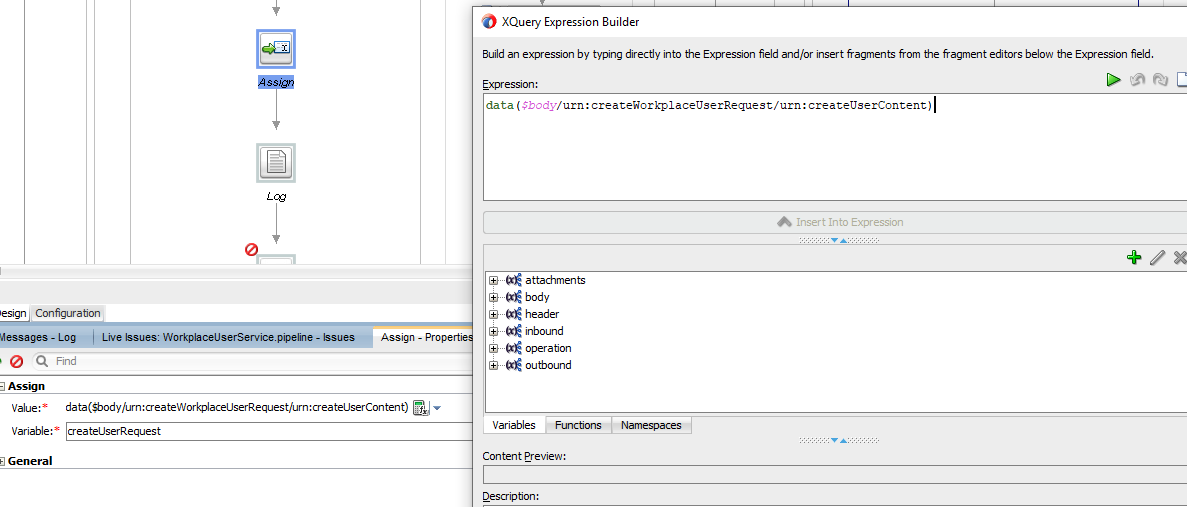 Assign
Log
Design Configuration
Messages - Log Live Issues: WorkplaceUserService.pipeline - Issues Assign - Properties
Find
Assign
Value:* data($body/urn:createWorkplaceUserRequest/urn:createUserContent)
Variable:* createUserRequest
General
XQuery Expression Builder
Build an expression by typing directly into the Expression field and/or insert fragments from the fragment editors below the Expression field.
Expression:
data($body/urn:createWorkplaceUserRequest/urn:createUserContent)
Insert Into Expression
attachments
body
header
inbound
operation
outbound
Variables Functions Namespaces
Content Preview:
Description: